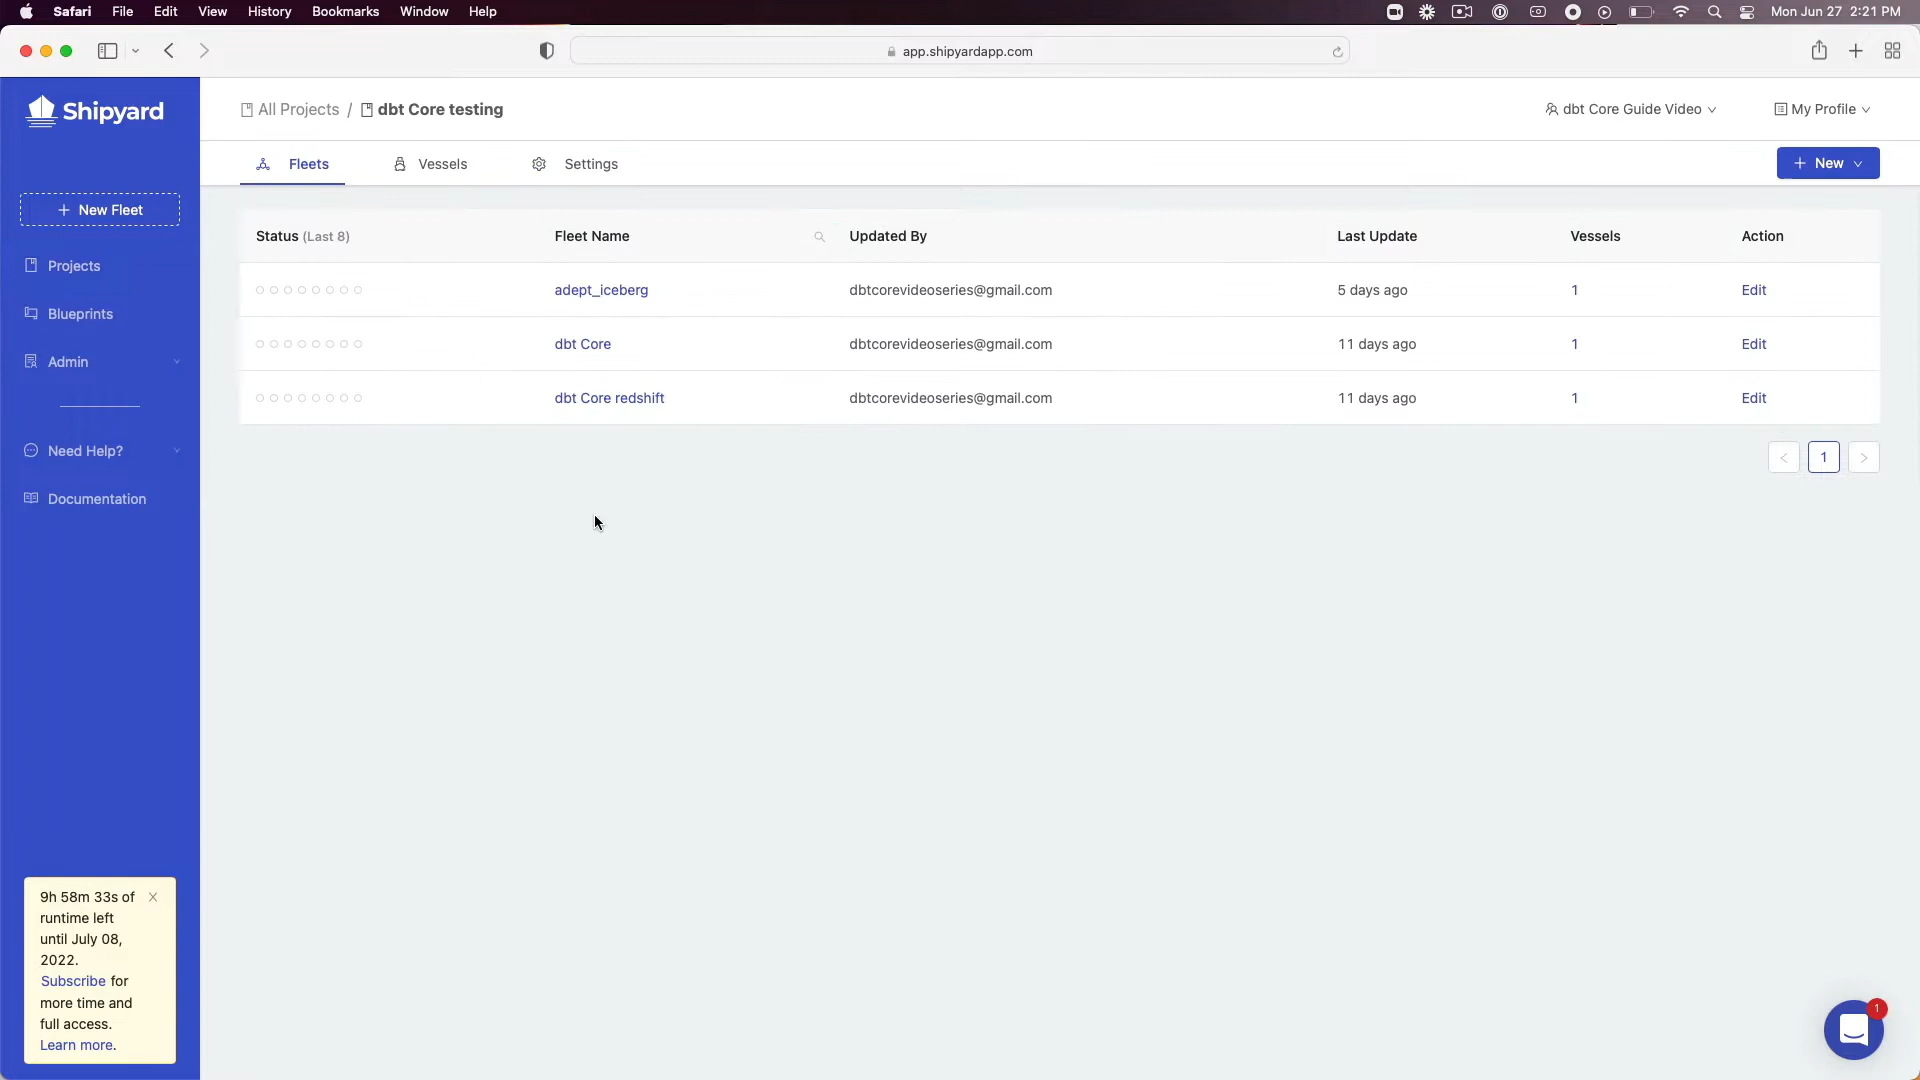 Safari File Edit View History Bookmarks Window Help Mon Jun 27 2:21 PM
app.shipyardapp.com
Shipyard
All Projects / dbt Core testing
dbt Core Guide Video
My Profile
Fleets
Vessels
Settings
+ New
+ New Fleet
Projects
Blueprints
Admin
Need Help?
Documentation
Status (Last 8) Fleet Name Updated By Last Update Vessels Action
adept_iceberg dbtcorevideoseries@gmail.com 5 days ago 1 Edit
dbt Core dbtcorevideoseries@gmail.com 11 days ago 1 Edit
dbt Core redshift dbtcorevideoseries@gmail.com 11 days ago 1 Edit
< 1 >
9h 58m 33s of
runtime left
until July 08,
2022.
Subscribe for
more time and
full access.
Learn more.
1